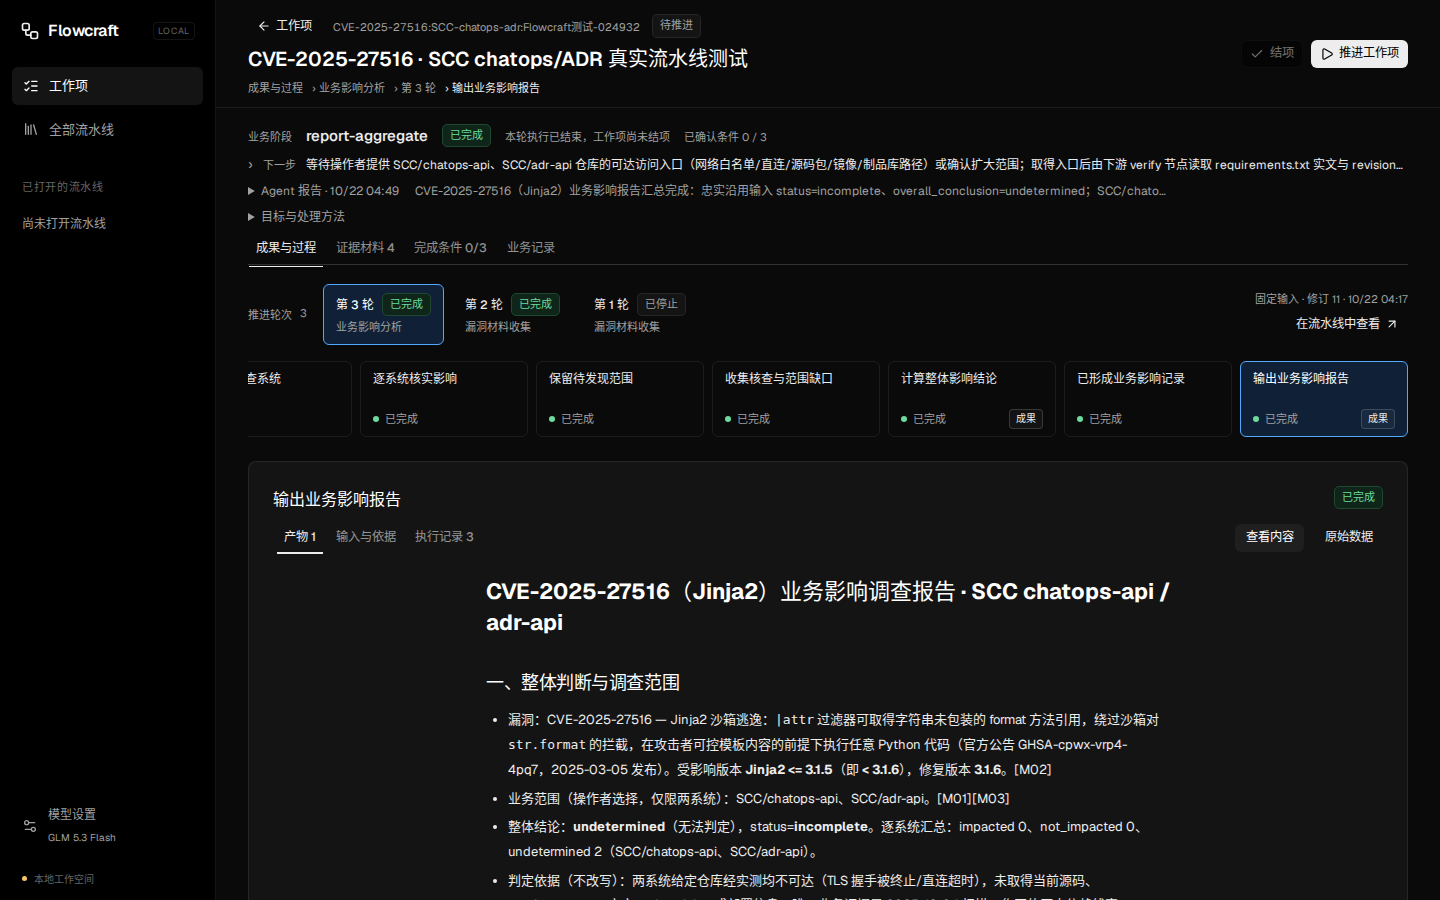 Flowcraft
LOCAL
工作项
全部流水线
已打开的流水线
尚未打开流水线
模型设置
GLM 5.3 Flash
本地工作空间
← 工作项
CVE-2025-27516:SCC-chatops-adr:Flowcraft测试-024932
待推进
CVE-2025-27516 · SCC chatops/ADR 真实流水线测试
成果与过程 › 业务影响分析 › 第 3 轮 › 输出业务影响报告
结项
推进工作项
业务阶段 report-aggregate 已完成 本轮执行已结束，工作项尚未结项 已确认条件 0 / 3
› 下一步 等待操作者提供 SCC/chatops-api、SCC/adr-api 仓库的可达访问入口（网络白名单/直连/源码包/镜像/制品库路径）或确认扩大范围；取得入口后由下游 verify 节点读取 requirements.txt 实文与 revision...
▶ Agent 报告 · 10/22 04:49 CVE-2025-27516（Jinja2）业务影响报告汇总完成：忠实沿用输入 status=incomplete、overall_conclusion=undetermined；SCC/chato...
▶ 目标与处理方法
成果与过程 证据材料 4 完成条件 0/3 业务记录
推进轮次 3
第 3 轮 已完成
业务影响分析
第 2 轮 已完成
漏洞材料收集
第 1 轮 已停止
漏洞材料收集
固定输入 · 修订 11 · 10/22 04:17
在流水线中查看 ↗
查系统
逐系统核实影响
已完成
保留待发现范围
已完成
收集核查与范围缺口
已完成
计算整体影响结论
已完成 成果
已形成业务影响记录
已完成
输出业务影响报告
已完成 成果
输出业务影响报告
已完成
产物 1 输入与依据 执行记录 3
查看内容 原始数据
CVE-2025-27516（Jinja2）业务影响调查报告 · SCC chatops-api /
adr-api
一、整体判断与调查范围
• 漏洞：CVE-2025-27516 — Jinja2 沙箱逃逸：|attr 过滤器可取得字符串未包装的 format 方法引用，绕过沙箱对
str.format 的拦截，在攻击者可控模板内容的前提下执行任意 Python 代码（官方公告 GHSA-cpwx-vrp4-
4pq7，2025-03-05 发布）。受影响版本 Jinja2 <= 3.1.5（即 < 3.1.6），修复版本 3.1.6。[M02]
• 业务范围（操作者选择，仅限两系统）：SCC/chatops-api、SCC/adr-api。[M01][M03]
• 整体结论：undetermined（无法判定），status=incomplete。逐系统汇总：impacted 0、not_impacted 0、
undetermined 2（SCC/chatops-api、SCC/adr-api）。
• 判定依据（不改写）：两系统给定仓库经实测均不可达（TLS 握手被终止/直连超时），未取得当前源码、